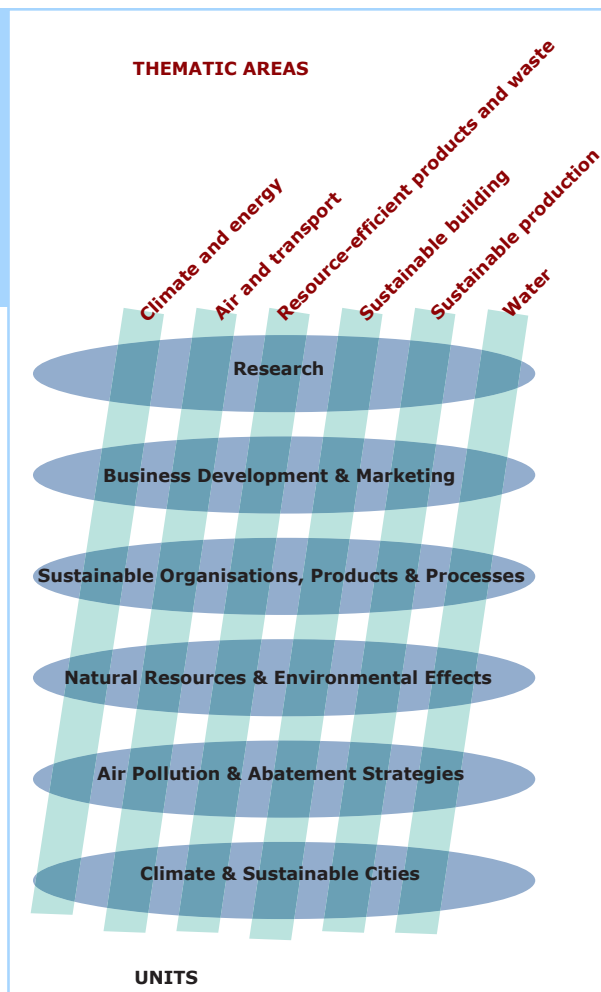 THEMATIC AREAS
Climate and energy
Air and transport
Resource-efficient products and waste
Sustainable building
Sustainable production
Water
Research
Business Development & Marketing
Sustainable Organisations, Products & Processes
Natural Resources & Environmental Effects
Air Pollution & Abatement Strategies
Climate & Sustainable Cities
UNITS